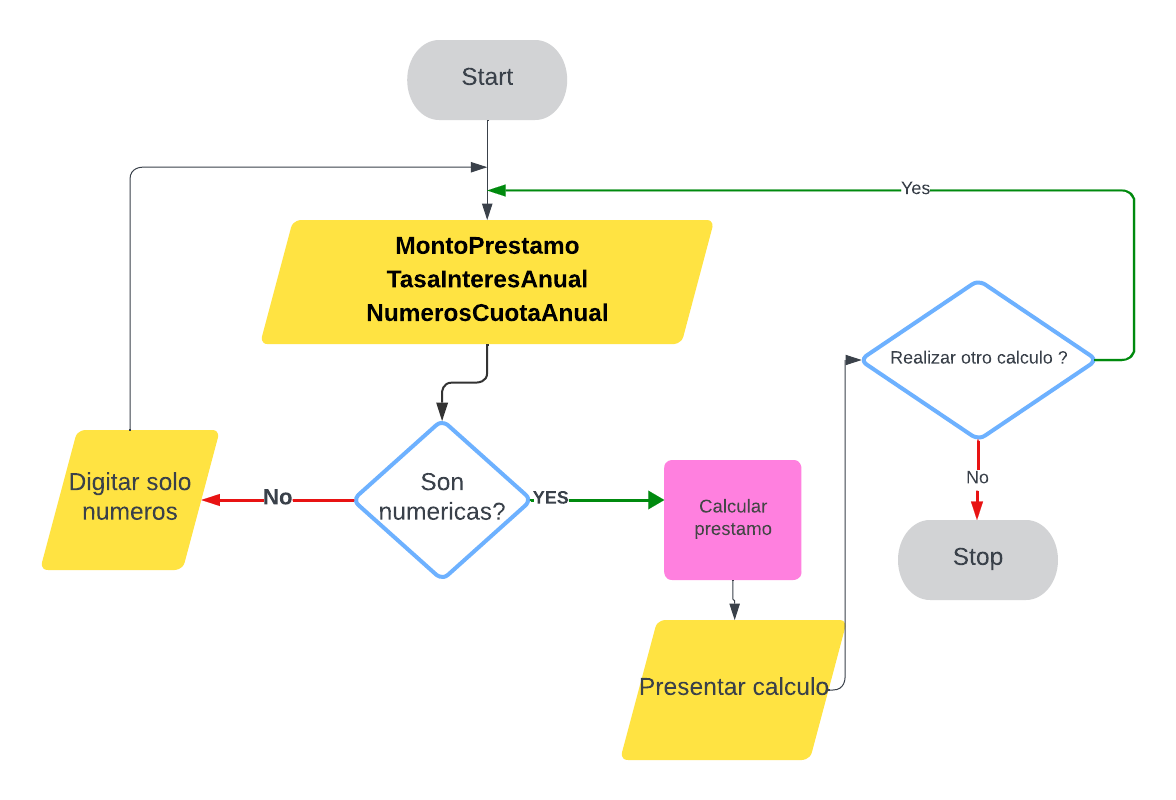 Start
Yes
MontoPrestamo
TasaInteresAnual
NumerosCuotaAnual
Realizar otro calculo ?
Digitar solo
numeros
No
Son
numericas?
YES
Calcular
prestamo
No
Stop
Presentar calculo